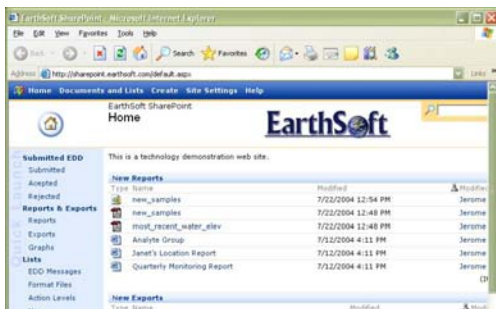 EarthSoft SharePoint - Microsoft Internet Explorer
File Edit View Favorites Tools Help
Back Search Favorites
Address http://sharepoint.earthsoft.com/default.aspx Links
Home Documents and Lists Create Site Settings Help
EarthSoft SharePoint
Home
EarthSoft
This is a technology demonstration web site.
Submitted EDD
Submitted
Acepted
Rejected
Reports & Exports
Reports
Exports
Graphs
Lists
EDD Messages
Format Files
Action Levels
New Reports
Type Name Modified Modified
new_samples 7/22/2004 12:54 PM Jerome
new_samples 7/22/2004 12:48 PM Jerome
most_recent_water_elev 7/22/2004 12:48 PM Jerome
Analyte Group 7/12/2004 4:11 PM Jerome
Janet's Location Report 7/12/2004 4:11 PM Jerome
Quarterly Monitoring Report 7/12/2004 4:11 PM Jerome
New Exports
Type Name Modified